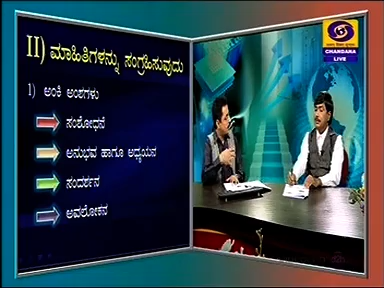 II) ಮಾಹಿತಿಗಳನ್ನು ಸಂಗ್ರಹಿಸುವುದು
1) ಅಂಕಿ ಅಂಶಗಳು
ಸಂಶೋಧನೆ
ಅನುಭವ ಹಾಗೂ ಅಧ್ಯಯನ
ಸಂದರ್ಶನ
ಅವಲೋಕನ
CHANDANA
LIVE